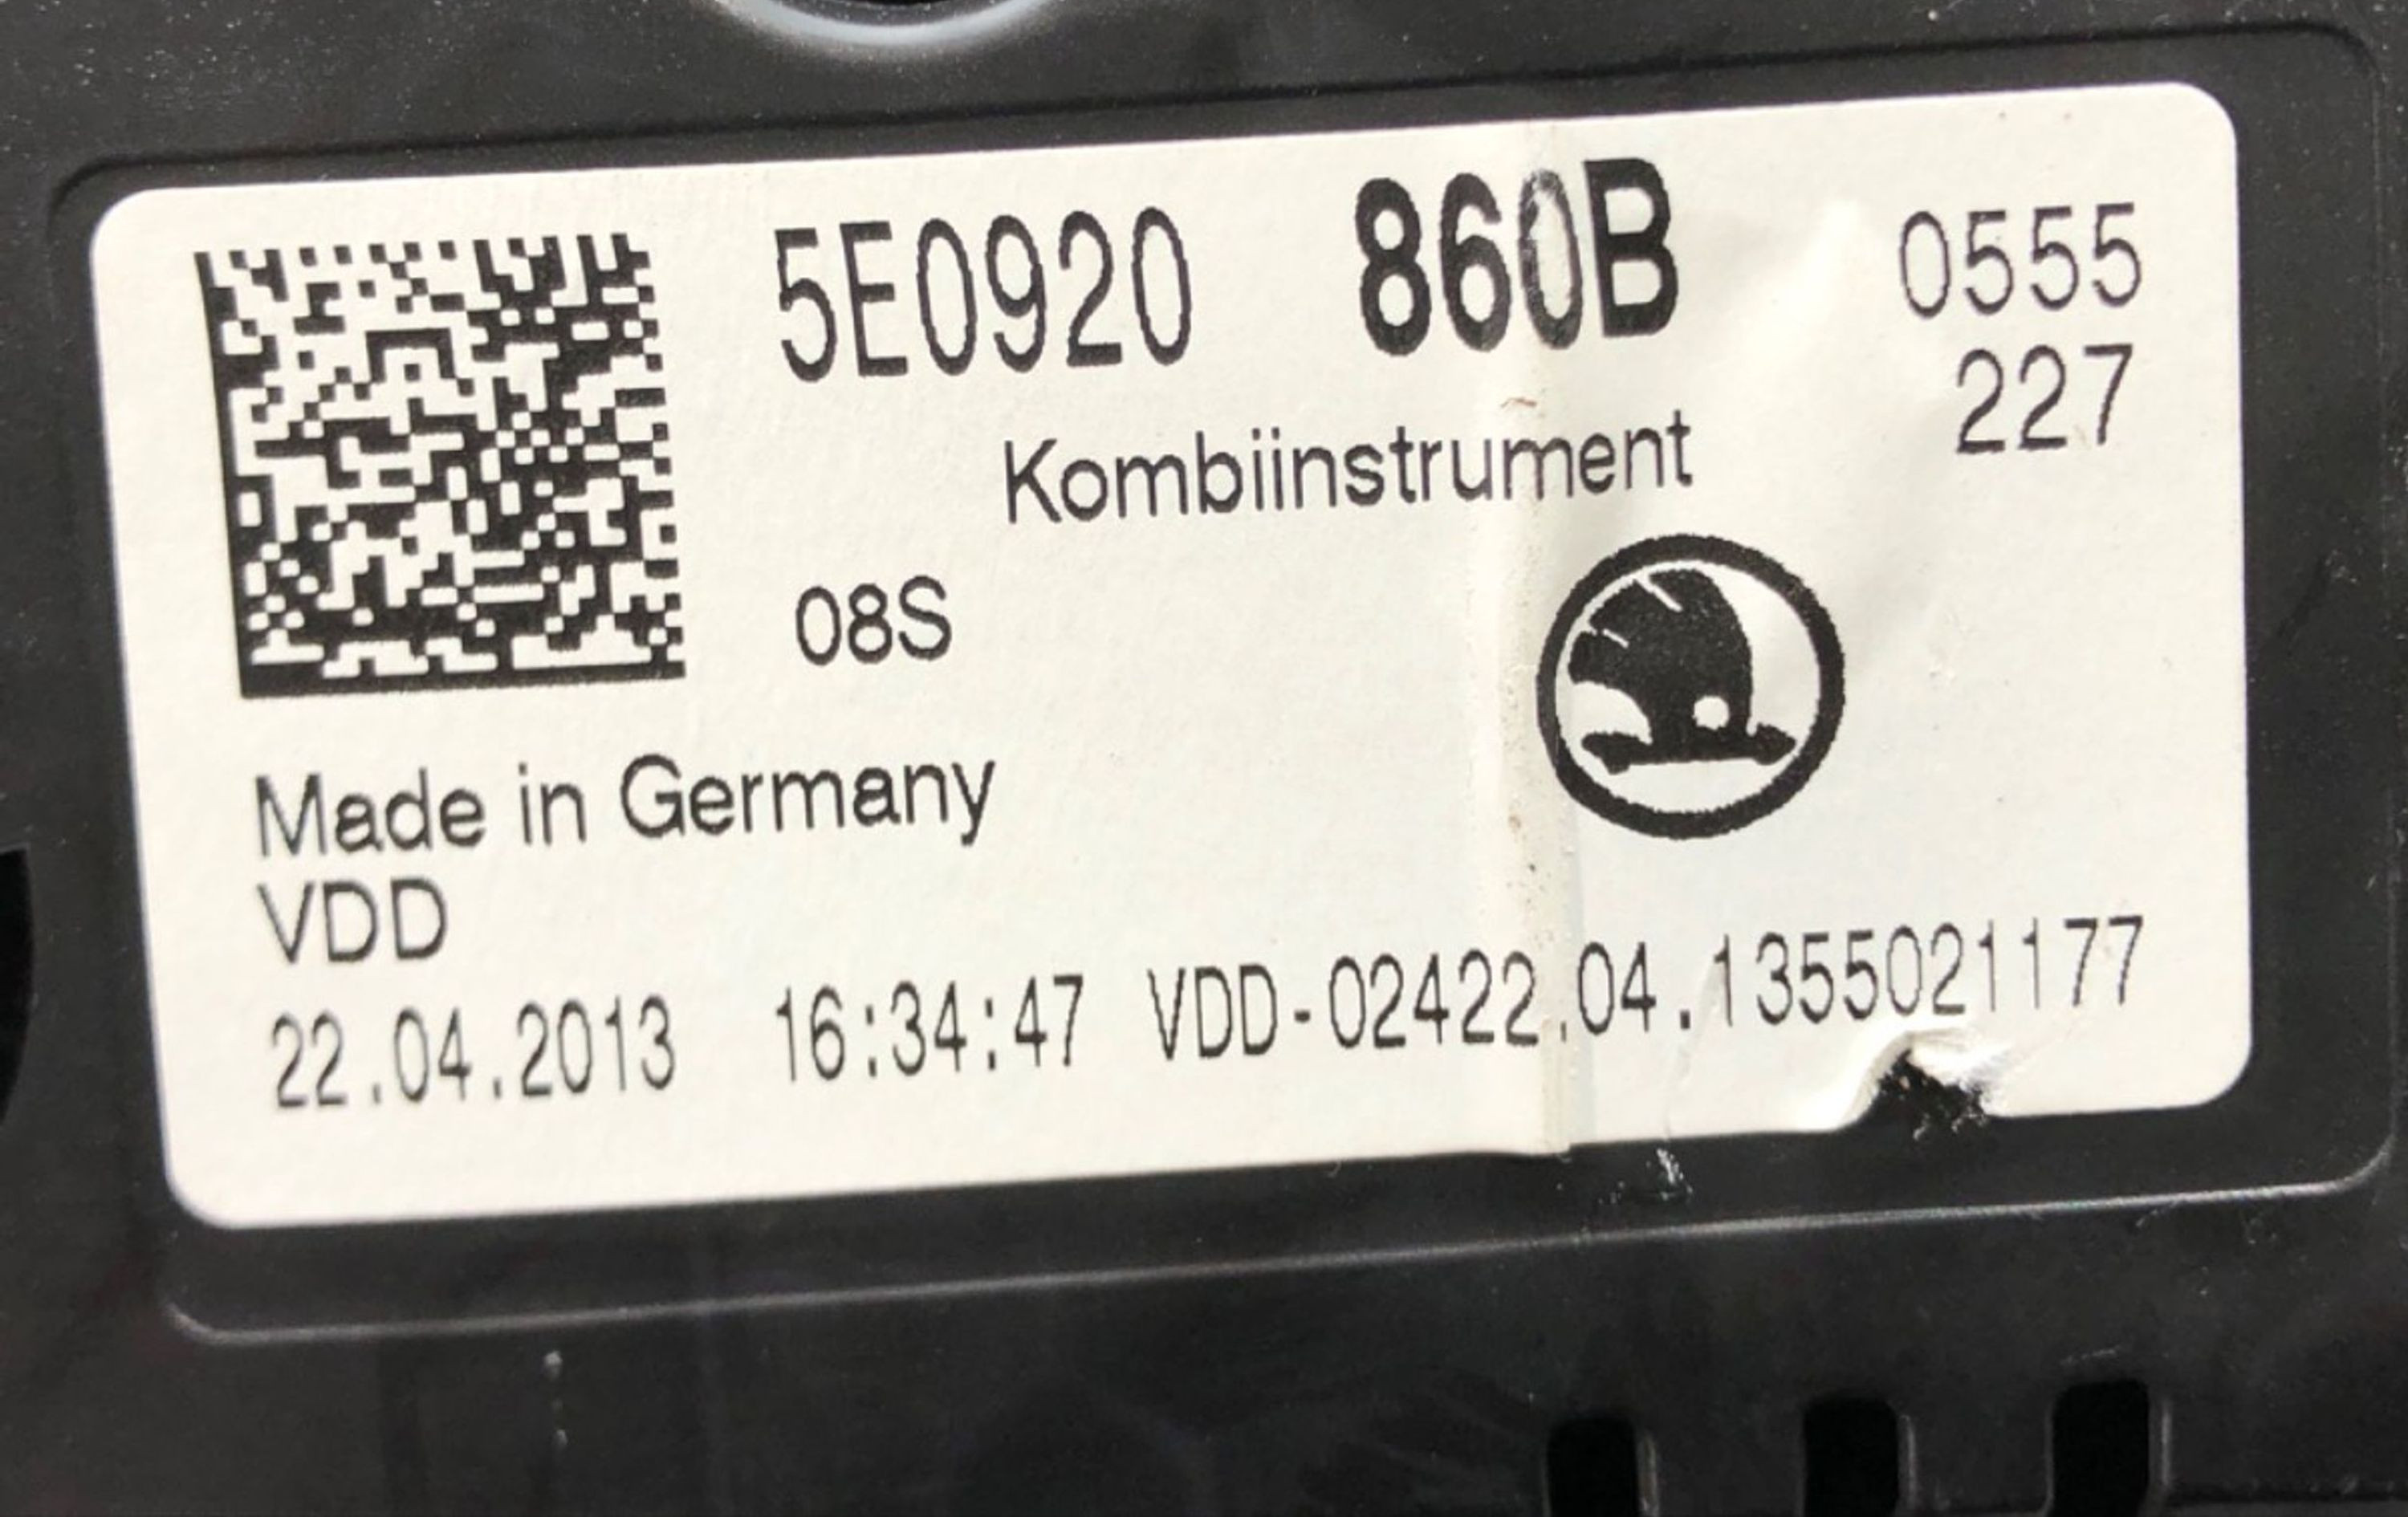 5E0920 860B 0555
227
Kombiinstrument
08S
Made in Germany
VDD
22.04.2013 16:34:47 VDD-02422.04.1355021177